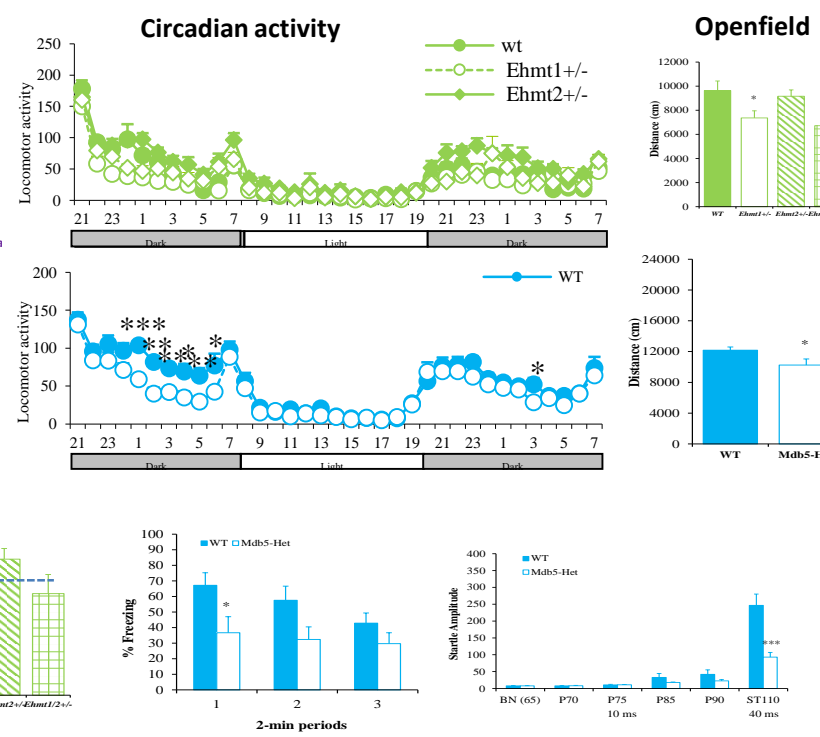 Circadian activity
Openfield
250
200
150
100
50
0
Locomotor activity
wt
Ehmt1+/-
Ehmt2+/-
21 23 1 3 5 7 9 11 13 15 17 19 21 23 1 3 5 7
Dark Light Dark
12000
10000
8000
6000
4000
2000
0
Distance (cm)
*
WT Ehmt1+/- Ehmt2+/-
200
150
100
50
0
Locomotor activity
WT
***
**
*
*
21 23 1 3 5 7 9 11 13 15 17 19 21 23 1 3 5 7
Dark Light Dark
24000
20000
16000
12000
8000
4000
0
Distance (cm)
*
WT Mdb5-H
Ehmt1/2+/-
100
90
80
70
60
50
40
30
20
10
0
% Freezing
WT Mdb5-Het
*
1 2 3
2-min periods
400
350
300
250
200
150
100
50
0
Startle Amplitude
WT
Mdb5-Het
***
BN (65) P70 P75 P85 P90 ST110
10 ms 40 ms